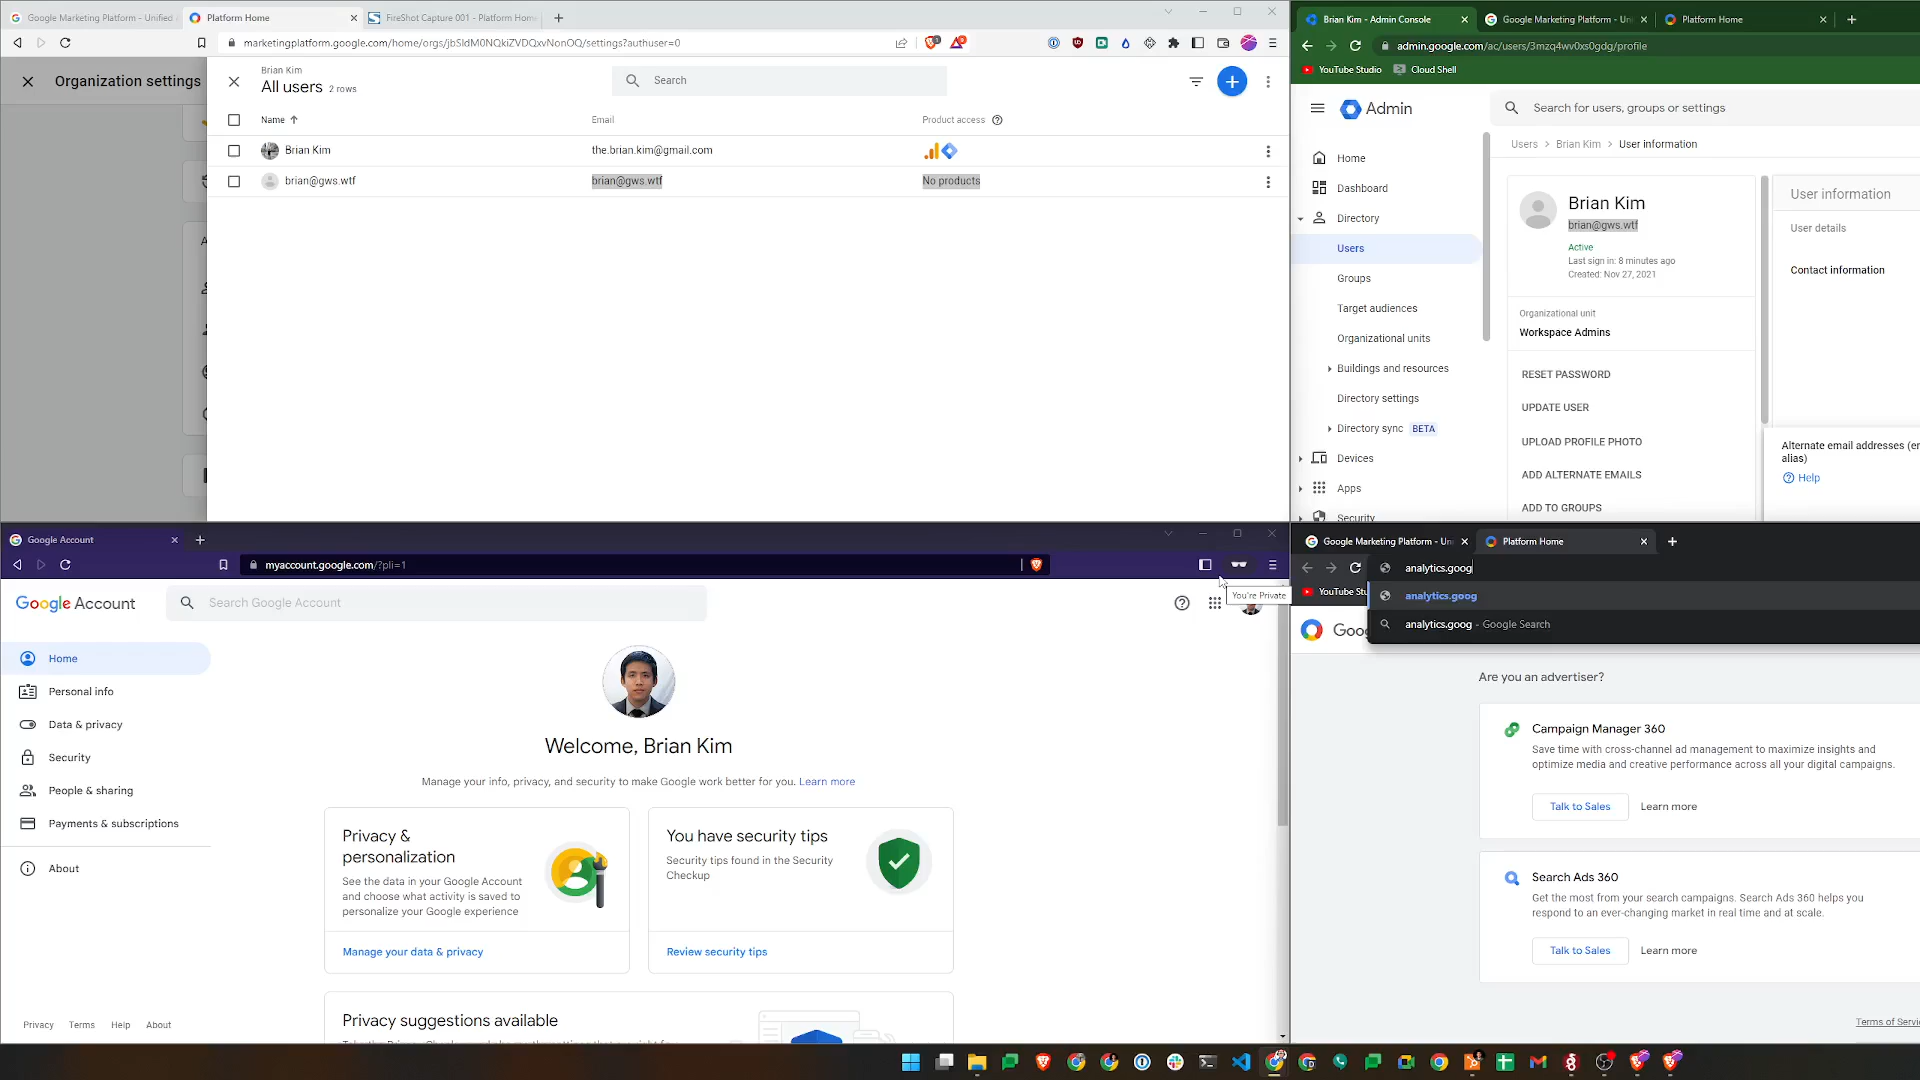 Google Marketing Platform - Unified
Platform Home
FireShot Capture 001 - Platform Home
marketingplatform.google.com/home/orgs/jbSIdM0NQkiZVDQxvNonOQ/settings?authuser=0
Organization settings
Brian Kim
All users 2 rows
Search
Name
Email
Product access
Brian Kim
the.brian.kim@gmail.com
brian@gws.wtf
brian@gws.wtf
No products
Brian Kim - Admin Console
Google Marketing Platform - Uni
Platform Home
admin.google.com/ac/users/3mzq4wv0xs0gdg/profile
YouTube Studio
Cloud Shell
Admin
Search for users, groups or settings
Home
Dashboard
Directory
Users
Groups
Target audiences
Organizational units
Buildings and resources
Directory settings
Directory sync BETA
Devices
Apps
Security
Users > Brian Kim > User information
Brian Kim
brian@gws.wtf
Active
Last sign in: 8 minutes ago
Created: Nov 27, 2021
Organizational unit
Workspace Admins
RESET PASSWORD
UPDATE USER
UPLOAD PROFILE PHOTO
ADD ALTERNATE EMAILS
ADD TO GROUPS
User information
User details
Contact information
Alternate email addresses (em
alias)
Help
Google Account
myaccount.google.com/?pli=1
You're Private
Google Account
Search Google Account
Home
Personal info
Data & privacy
Security
People & sharing
Payments & subscriptions
About
Welcome, Brian Kim
Manage your info, privacy, and security to make Google work better for you. Learn more
Privacy &
personalization
See the data in your Google Account
and choose what activity is saved to
personalize your Google experience
Manage your data & privacy
You have security tips
Security tips found in the Security
Checkup
Review security tips
Privacy suggestions available
Privacy
Terms
Help
About
Google Marketing Platform - Uni
Platform Home
analytics.goog
YouTube Stu
analytics.goog
analytics.goog - Google Search
Goog
Are you an advertiser?
Campaign Manager 360
Save time with cross-channel ad management to maximize insights and
optimize media and creative performance across all your digital campaigns.
Talk to Sales
Learn more
Search Ads 360
Get the most from your search campaigns. Search Ads 360 helps you
respond to an ever-changing market in real time and at scale.
Talk to Sales
Learn more
Terms of Servi